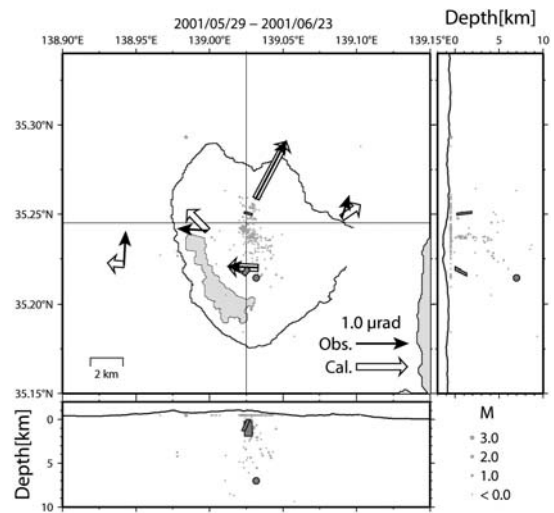 2001/05/29 – 2001/06/23
Depth[km]
138.90°E 138.95°E 139.00°E 139.05°E 139.10°E 139.15°E
0 5 10
35.30°N
35.25°N
35.20°N
35.15°N
1.0 μrad
Obs.
Cal.
2 km
Depth[km]
0
5
10
M
3.0
2.0
1.0
< 0.0